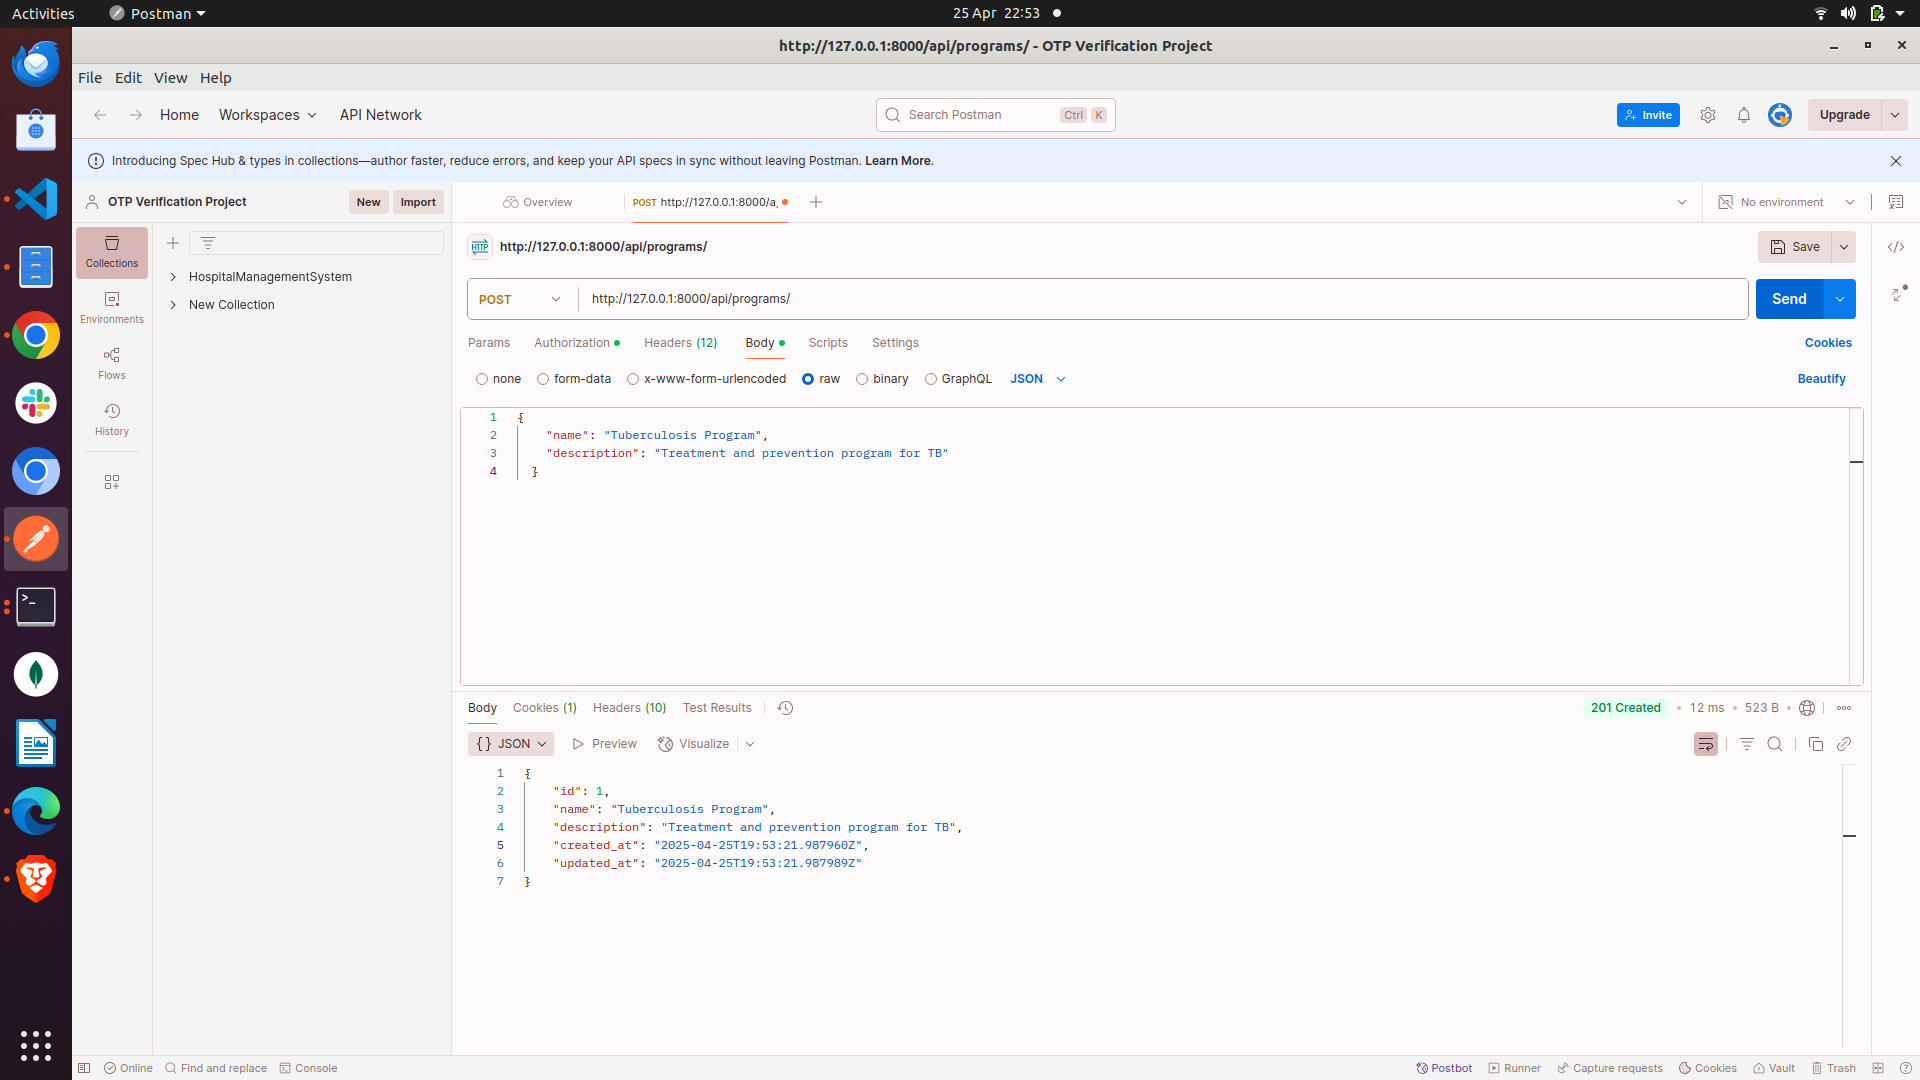 Activities Postman 25 Apr 22:53
http://127.0.0.1:8000/api/programs/ - OTP Verification Project
File Edit View Help
Home Workspaces API Network Search Postman Ctrl K Invite Upgrade
Introducing Spec Hub & types in collections—author faster, reduce errors, and keep your API specs in sync without leaving Postman. Learn More.
OTP Verification Project New Import Overview POST http://127.0.0.1:8000/a No environment
Collections
HospitalManagementSystem
New Collection
Environments
Flows
History
HTTP http://127.0.0.1:8000/api/programs/ Save
POST http://127.0.0.1:8000/api/programs/ Send
Params Authorization Headers (12) Body Scripts Settings Cookies
none form-data x-www-form-urlencoded raw binary GraphQL JSON Beautify
1 {
2 "name": "Tuberculosis Program",
3 "description": "Treatment and prevention program for TB"
4 }
Body Cookies (1) Headers (10) Test Results 201 Created • 12 ms • 523 B
{} JSON Preview Visualize
1 {
2 "id": 1,
3 "name": "Tuberculosis Program",
4 "description": "Treatment and prevention program for TB",
5 "created_at": "2025-04-25T19:53:21.987960Z",
6 "updated_at": "2025-04-25T19:53:21.987989Z"
7 }
Online Find and replace Console Postbot Runner Capture requests Cookies Vault Trash